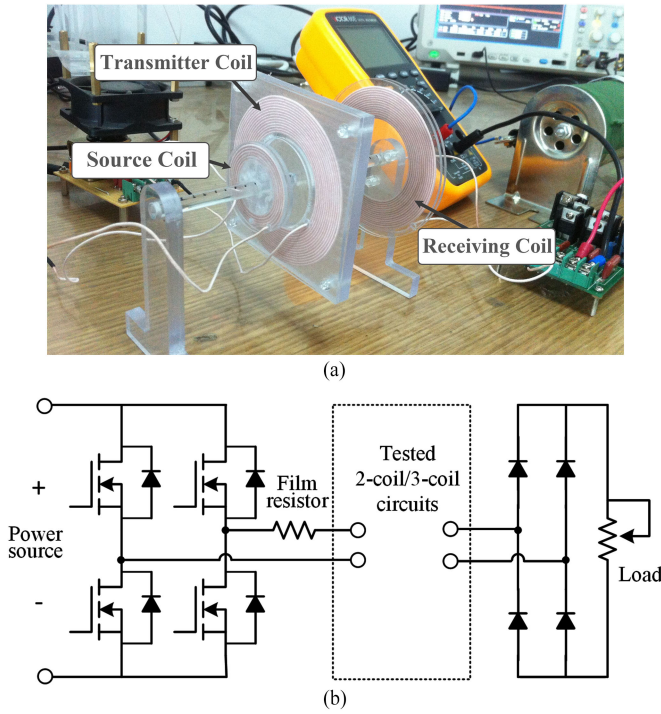 Transmitter Coil
Source Coil
Receiving Coil
(a)
+
Power
source
-
Film
resistor
Tested
2-coil/3-coil
circuits
Load
(b)